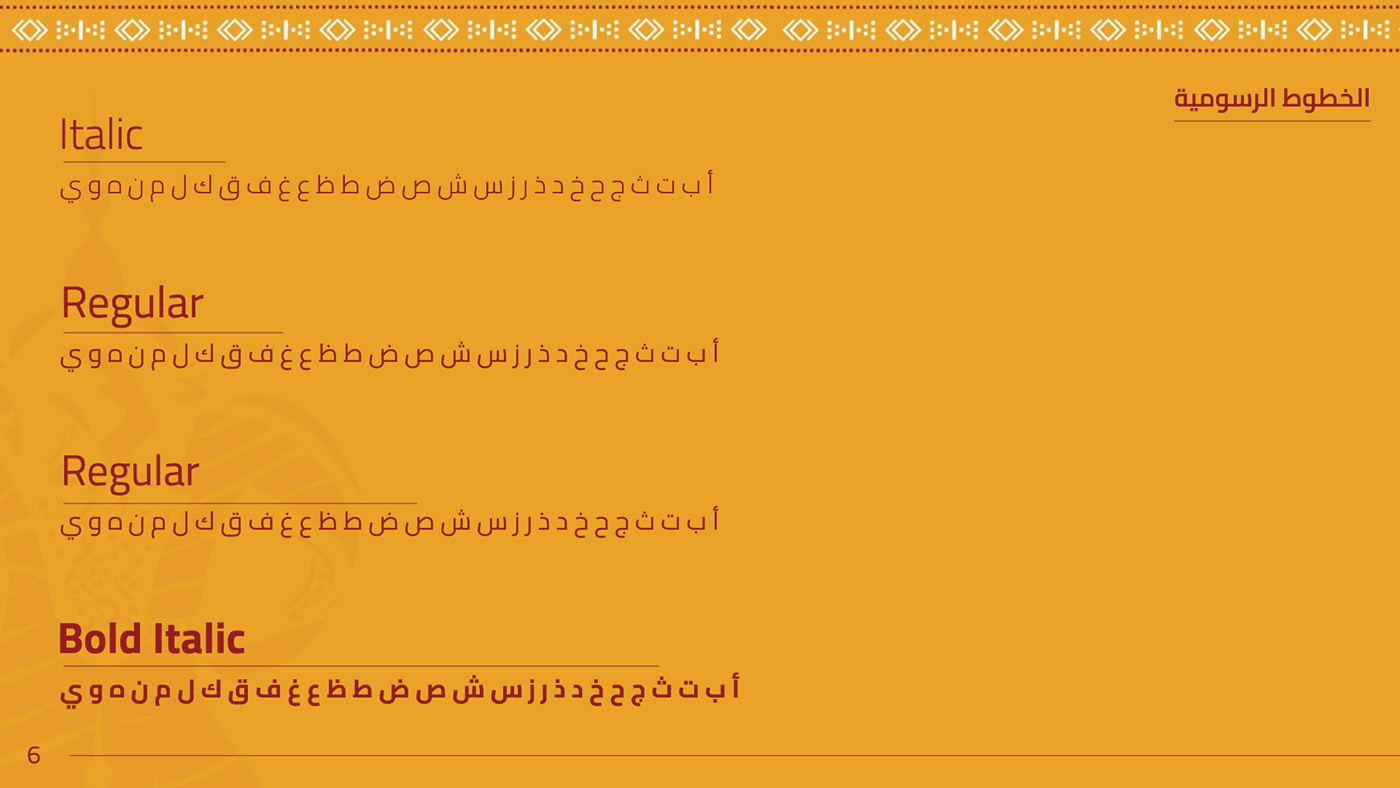 الخطوط الرسومية
Italic
أ ب ت ث ج ح خ د ذ ر ز س ش ص ض ط ظ ع غ ف ق ك ل م ن ه و ي
Regular
أ ب ت ث ج ح خ د ذ ر ز س ش ص ض ط ظ ع غ ف ق ك ل م ن ه و ي
Regular
أ ب ت ث ج ح خ د ذ ر ز س ش ص ض ط ظ ع غ ف ق ك ل م ن ه و ي
Bold Italic
أ ب ت ث ج ح خ د ذ ر ز س ش ص ض ط ظ ع غ ف ق ك ل م ن ه و ي
6